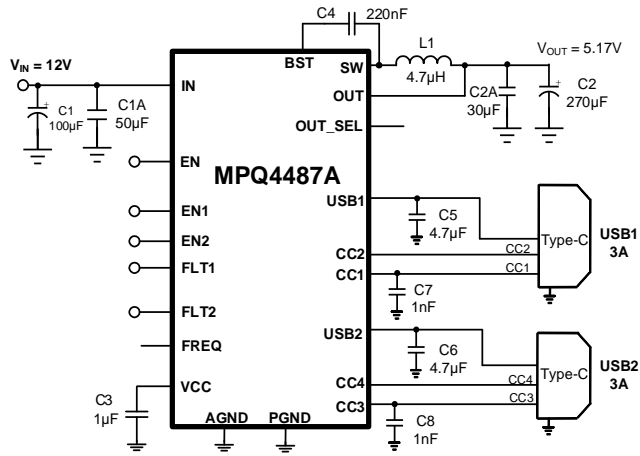 C4
220nF
BST
SW
L1
4.7µH
VOUT = 5.17V
VIN = 12V
IN
OUT
C1
100µF
C1A
50µF
C2A
30µF
C2
270µF
OUT_SEL
EN
MPQ4487A
EN1
EN2
FLT1
FLT2
FREQ
VCC
C3
1µF
AGND
PGND
USB1
C5
4.7µF
CC2
CC1
C7
1nF
CC2
CC1
Type-C
USB1
3A
USB2
C6
4.7µF
CC4
CC3
C8
1nF
CC4
CC3
Type-C
USB2
3A